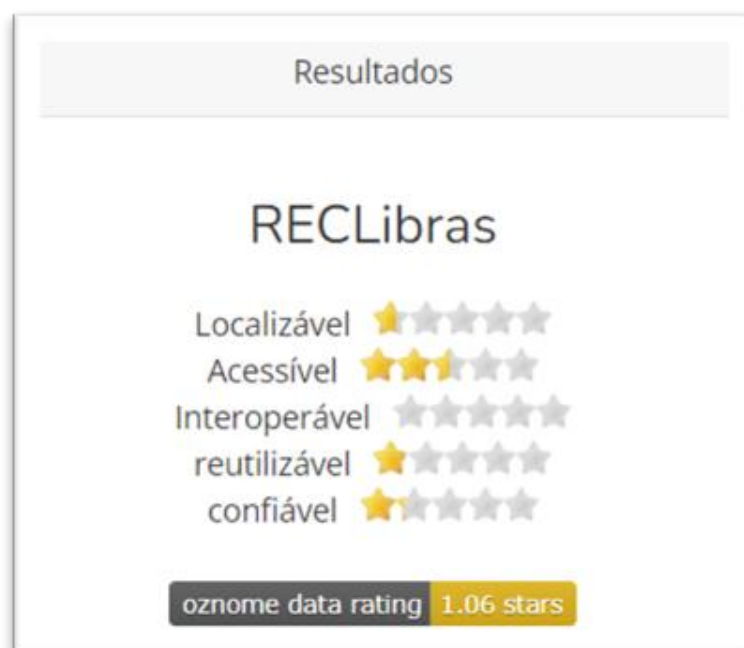 Resultados
RECLibras
Localizável
Acessível
Interoperável
reutilizável
confiável
oznome data rating 1.06 stars